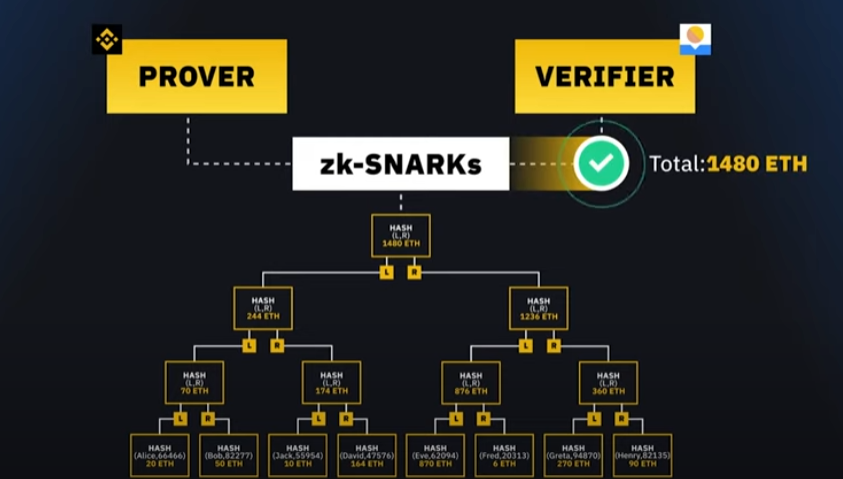 PROVER
VERIFIER
zk-SNARKs
Total:1480 ETH
HASH
(L,R)
1480 ETH
L
R
HASH
(L,R)
244 ETH
HASH
(L,R)
1236 ETH
L
R
L
R
HASH
(L,R)
70 ETH
HASH
(L,R)
174 ETH
HASH
(L,R)
876 ETH
HASH
(L,R)
360 ETH
L
R
L
R
L
R
L
R
HASH
(Alice,66466)
20 ETH
HASH
(Bob,82277)
50 ETH
HASH
(Jack,55954)
10 ETH
HASH
(David,47576)
164 ETH
HASH
(Eve,62094)
870 ETH
HASH
(Fred,20313)
6 ETH
HASH
(Greta,94870)
270 ETH
HASH
(Henry,82135)
90 ETH